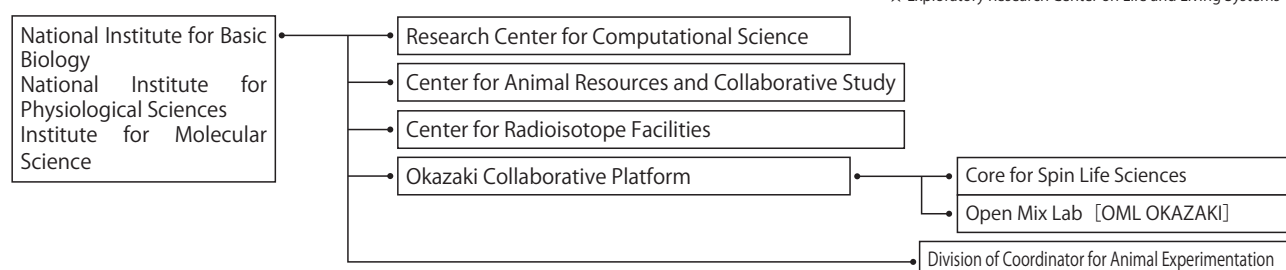 X Exploratory Research Center on Life and Living Systems
National Institute for Basic
Biology
National Institute for
Physiological Sciences
Institute for Molecular
Science
Research Center for Computational Science
Center for Animal Resources and Collaborative Study
Center for Radioisotope Facilities
Okazaki Collaborative Platform
Core for Spin Life Sciences
Open Mix Lab［OML OKAZAKI］
Division of Coordinator for Animal Experimentation